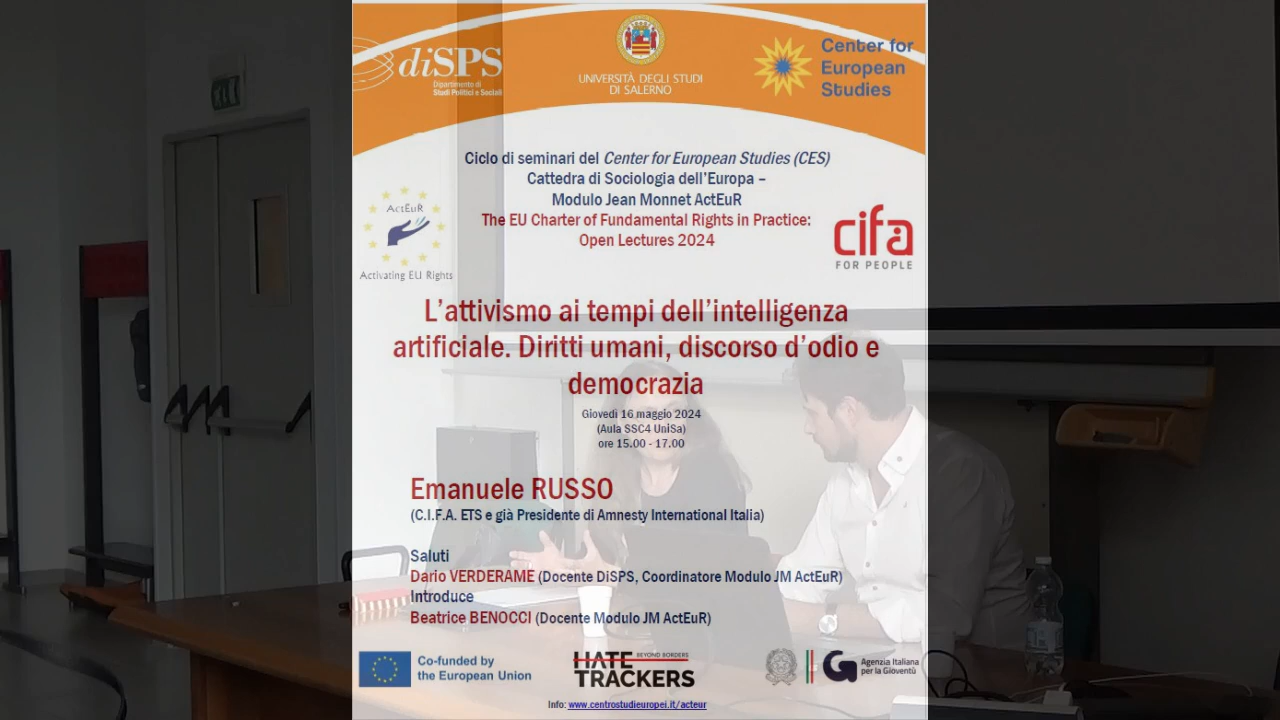 diSPS
Dipartimento di
Studi Politici e Sociali
UNIVERSITÀ DEGLI STUDI
DI SALERNO
Center for
European
Studies
Ciclo di seminari del Center for European Studies (CES)
Cattedra di Sociologia dell'Europa –
Modulo Jean Monnet ActEuR
The EU Charter of Fundamental Rights in Practice:
Open Lectures 2024
ActEuR
Activating EU Rights
cifa
FOR PEOPLE
L'attivismo ai tempi dell'intelligenza
artificiale. Diritti umani, discorso d'odio e
democrazia
Giovedì 16 maggio 2024
(Aula SSC4 UniSa)
ore 15.00 - 17.00
Emanuele RUSSO
(C.I.F.A. ETS e già Presidente di Amnesty International Italia)
Saluti
Dario VERDERAME (Docente DiSPS, Coordinatore Modulo JM ActEuR)
Introduce
Beatrice BENOCCI (Docente Modulo JM ActEuR)
Co-funded by
the European Union
BEYOND BORDERS
HATE
TRACKERS
Agenzia Italiana
per la Gioventù
Info: www.centrostudieuropei.it/acteur